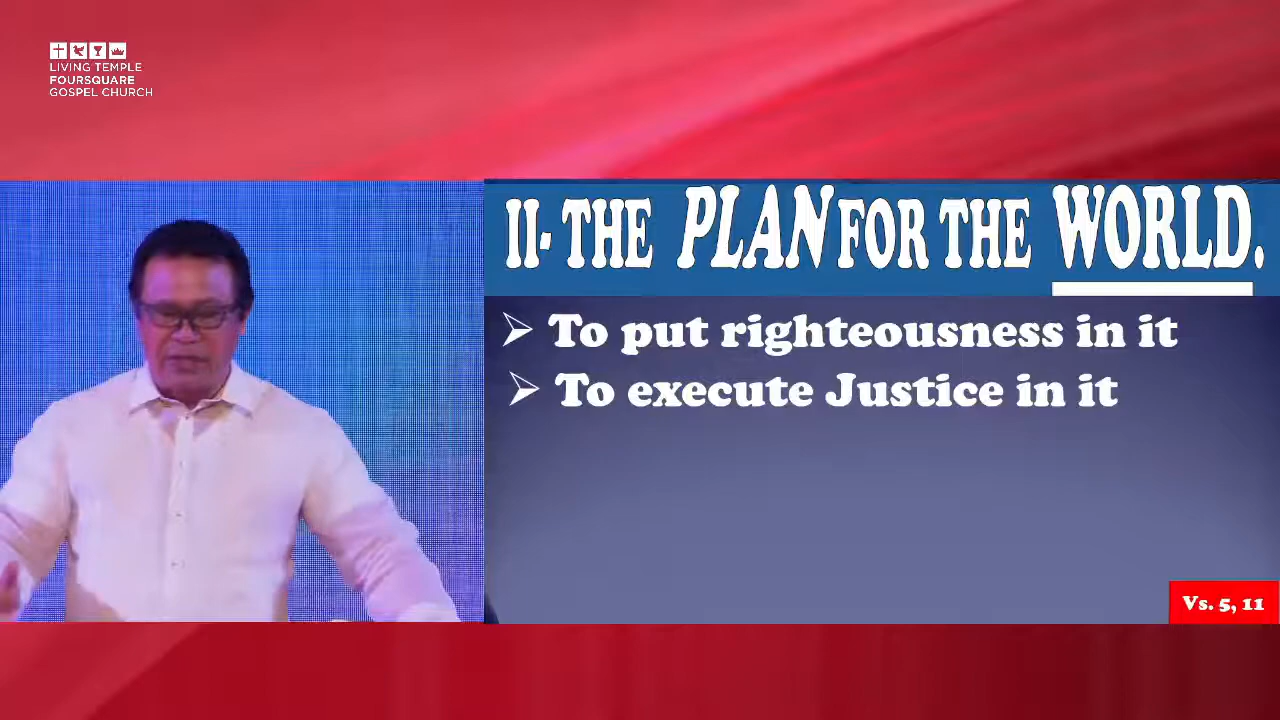 LIVING TEMPLE
FOURSQUARE
GOSPEL CHURCH
II- THE PLAN FOR THE WORLD.
To put righteousness in it
To execute Justice in it
Vs. 5, 11